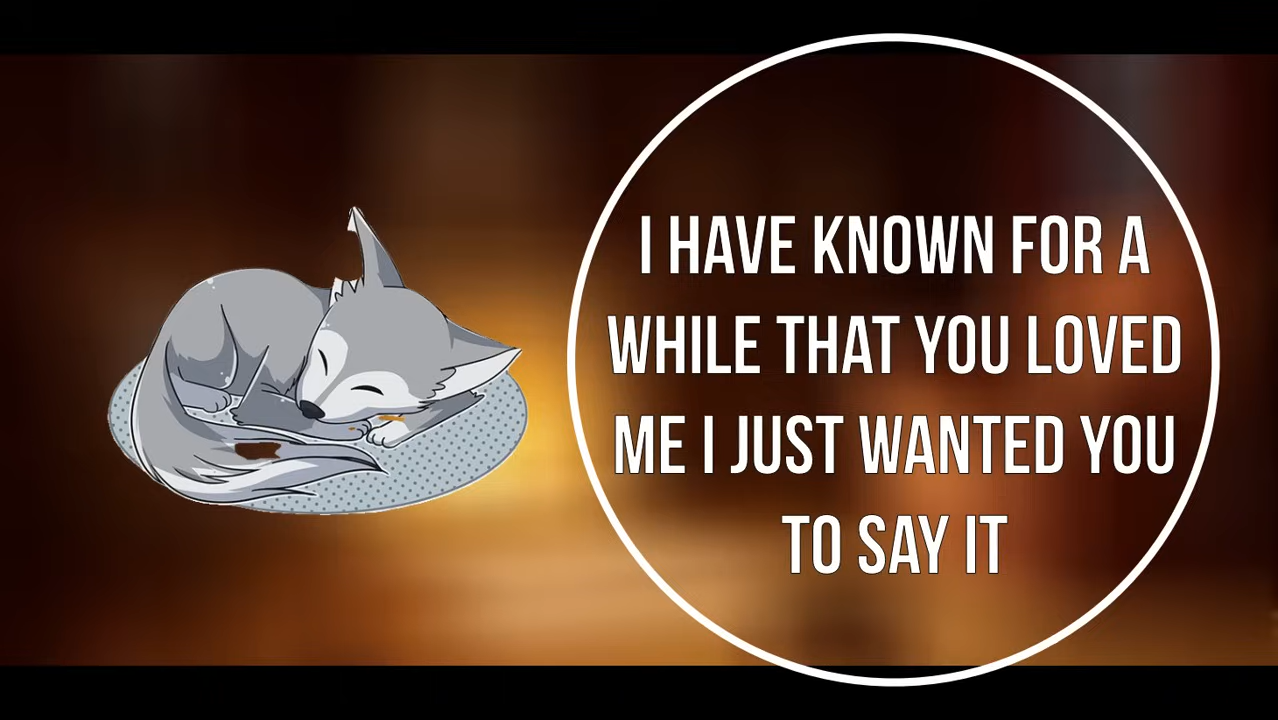 I HAVE KNOWN FOR A
WHILE THAT YOU LOVED
ME I JUST WANTED YOU
TO SAY IT